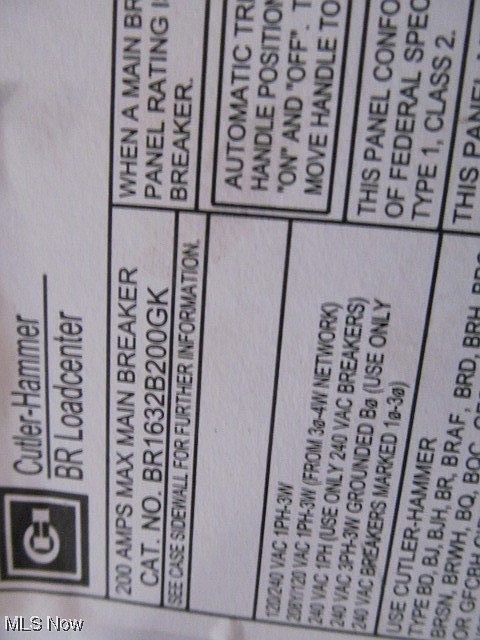 Cutler-Hammer
BR Loadcenter
200 AMPS MAX MAIN BREAKER
CAT. NO. BR1632B200GK
SEE CASE SIDEWALL FOR FURTHER INFORMATION.
120/240 VAC 1PH-3W
208Y/120 VAC 1PH-3W (FROM 3ø-4W NETWORK)
240 VAC 1PH (USE ONLY 240 VAC BREAKERS)
240 VAC 3PH-3W GROUNDED Bø (USE ONLY
240 VAC BREAKERS MARKED 1ø-3ø)
USE CUTLER-HAMMER
TYPE BD, BJ, BJH, BR, BRAF, BRD, BRH,
BRSN, BRWH, BQ, BQC,
OR
WHEN A MAIN BR
PANEL RATING I
BREAKER.
AUTOMATIC TRI
HANDLE POSITION
"ON" AND "OFF" - T
MOVE HANDLE TO
THIS PANEL CONFO
OF FEDERAL SPEC
TYPE 1, CLASS 2.
THIS PANEL
MLS Now